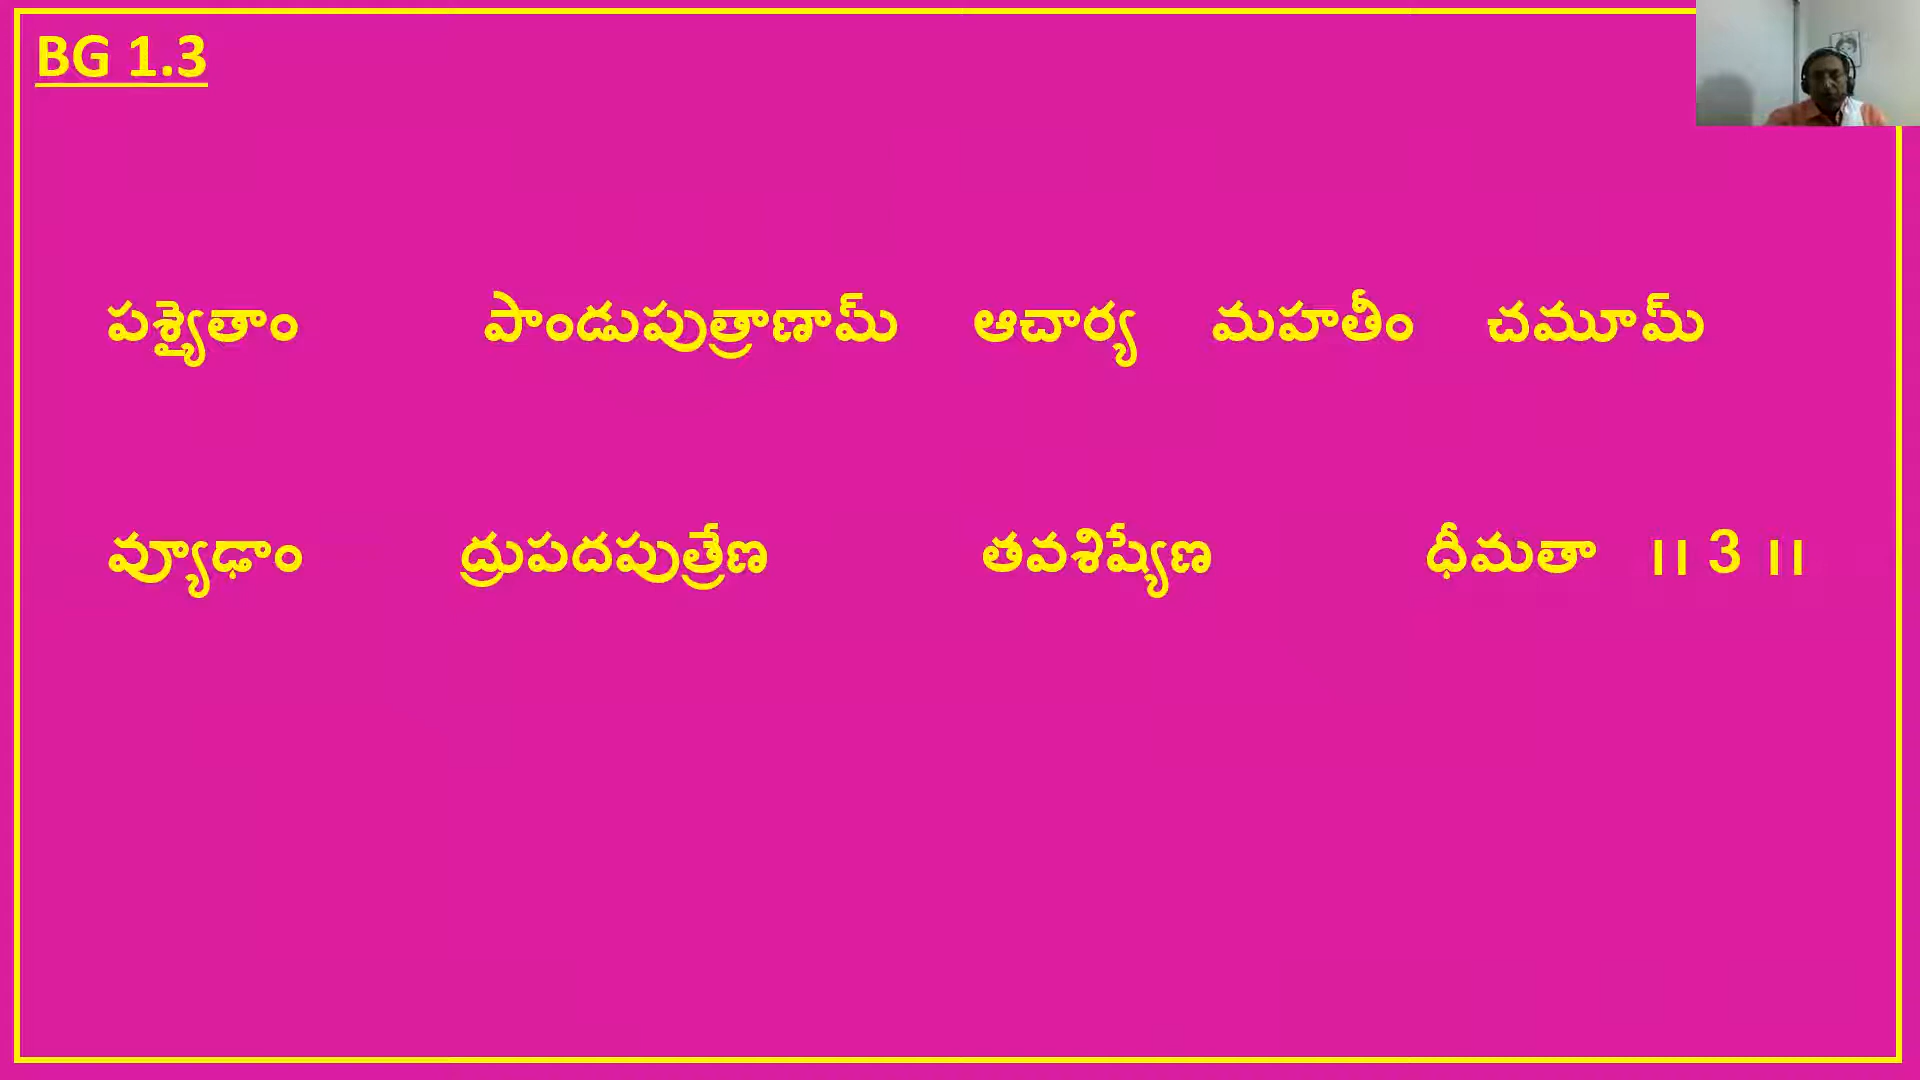 BG 1.3
పశ్యైతాం పాండుపుత్రాణామ్ ఆచార్య మహతీం చమూమ్
వ్యూఢాం ద్రుపదపుత్రేణ తవశిష్యేణ ధీమతా ।। 3 ।।